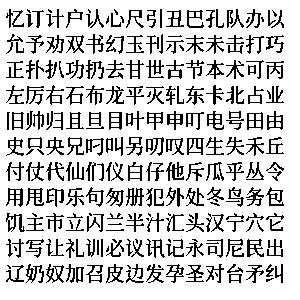 忆订计户认心尺引丑巴孔队办以
允予劝双书幻玉刊示末未击打巧
正扑扒功扔去甘世古节本术可丙
左厉右石布龙平灭轧东卡北占业
旧帅归且旦目叶甲申叮电号田由
史只央兄叼叫另叨叹四生失禾丘
付仗代仙们仪白仔他斥瓜乎丛令
用甩印乐句匆册犯外处冬鸟务包
饥主市立闪兰半汁汇头汉宁穴它
讨写让礼训必议讯记永司尼民出
辽奶奴加召皮边发孕圣对台矛纠